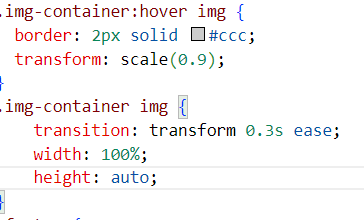 .img-container:hover img {
border: 2px solid #ccc;
transform: scale(0.9);
}
.img-container img {
transition: transform 0.3s ease;
width: 100%;
height: auto;
}